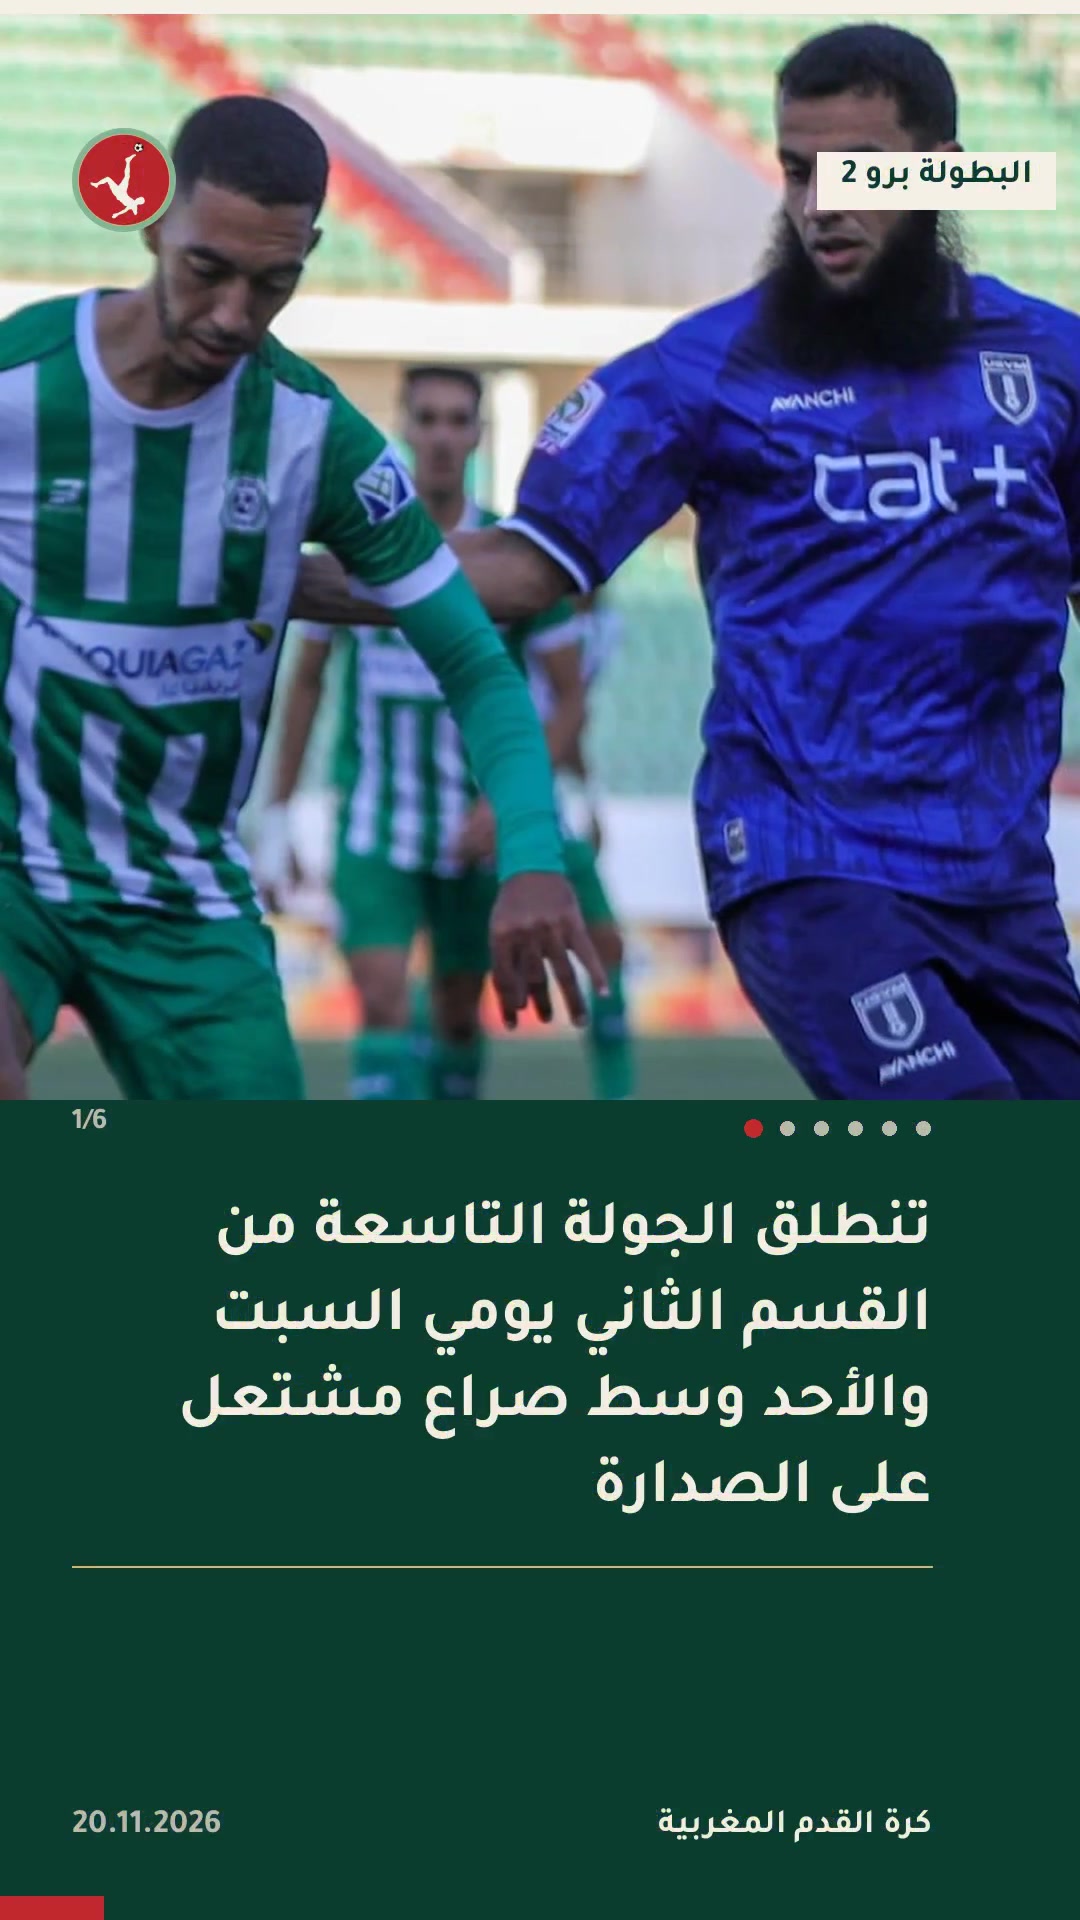 البطولة برو 2
AVANCHI
cat+
QUIAGAZ
AVANCHI
1/6
تنطلق الجولة التاسعة من
القسم الثاني يومي السبت
والأحد وسط صراع مشتعل
على الصدارة
20.11.2026
كرة القدم المغربية